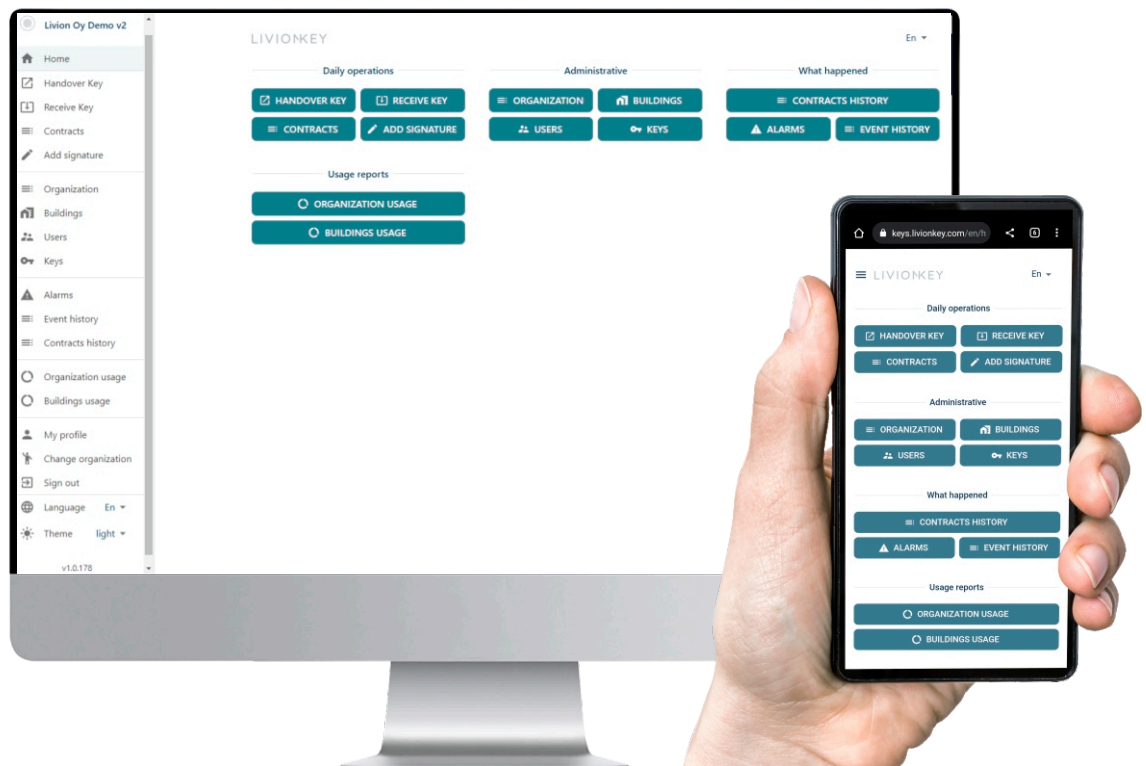 Livion Oy Demo v2
Home
Handover Key
Receive Key
Contracts
Add signature
Organization
Buildings
Users
Keys
Alarms
Event history
Contracts history
Organization usage
Buildings usage
My profile
Change organization
Sign out
Language En
Theme light
v1.0.178
LIVIONKEY
En
Daily operations
HANDOVER KEY RECEIVE KEY
CONTRACTS ADD SIGNATURE
Administrative
ORGANIZATION BUILDINGS
USERS KEYS
What happened
CONTRACTS HISTORY
ALARMS EVENT HISTORY
Usage reports
ORGANIZATION USAGE
BUILDINGS USAGE
keys.livionkey.com/en/h 6
LIVIONKEY En
Daily operations
HANDOVER KEY RECEIVE KEY
CONTRACTS ADD SIGNATURE
Administrative
ORGANIZATION BUILDINGS
USERS KEYS
What happened
CONTRACTS HISTORY
ALARMS EVENT HISTORY
Usage reports
ORGANIZATION USAGE
BUILDINGS USAGE